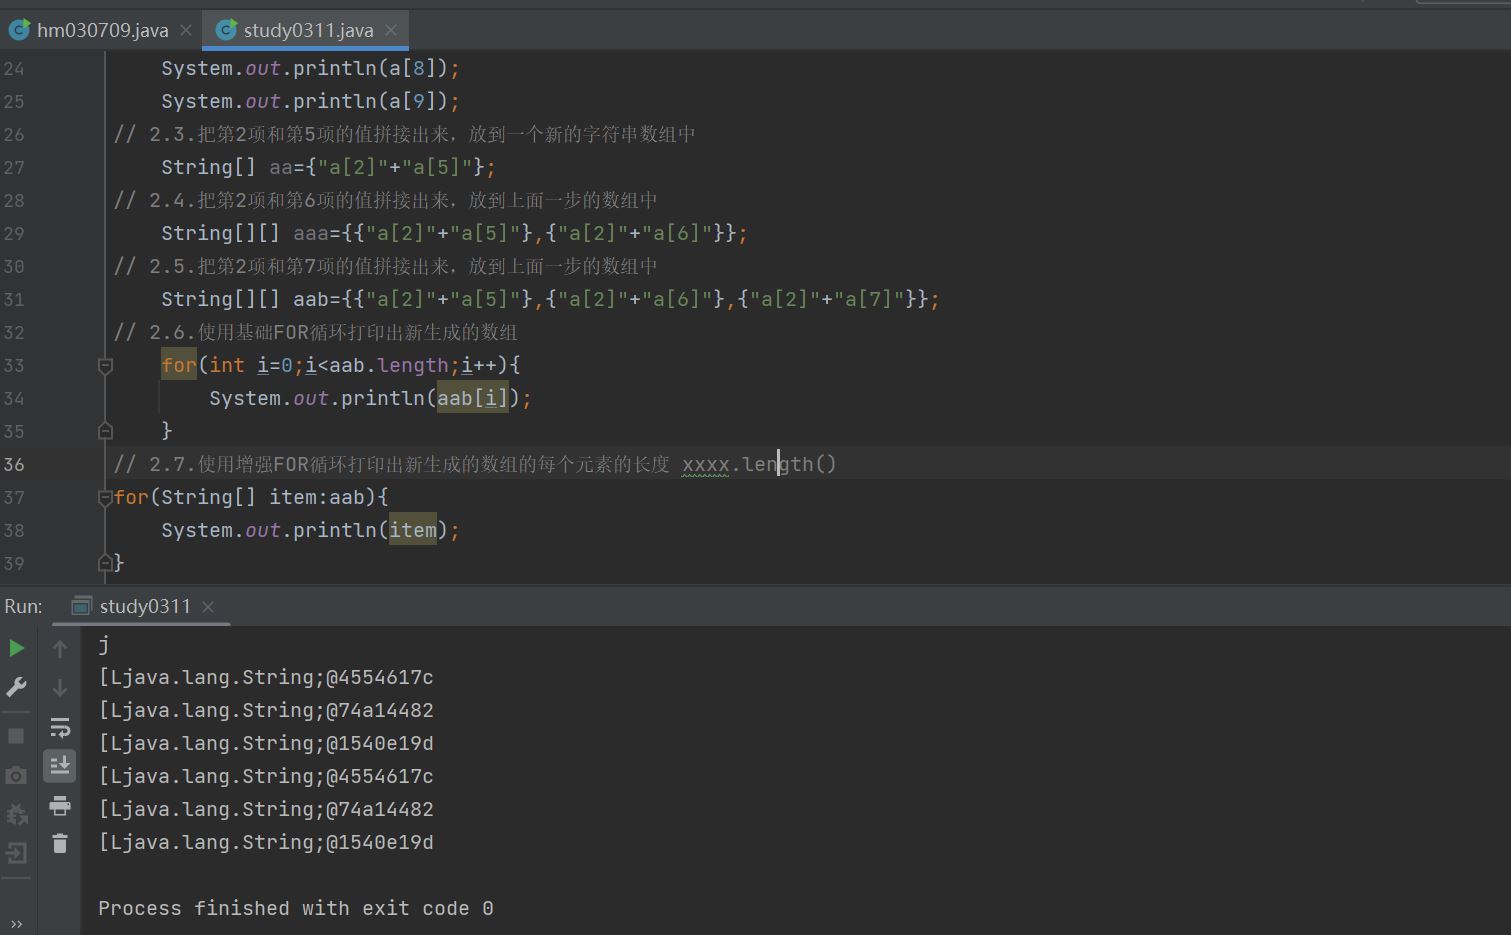 hm030709.java
study0311.java
24 System.out.println(a[8]);
25 System.out.println(a[9]);
26 // 2.3.把第2项和第5项的值拼接出来，放到一个新的字符串数组中
27 String[] aa={"a[2]"+"a[5]"};
28 // 2.4.把第2项和第6项的值拼接出来，放到上面一步的数组中
29 String[][] aaa={{"a[2]"+"a[5]"},{"a[2]"+"a[6]"}};
30 // 2.5.把第2项和第7项的值拼接出来，放到上面一步的数组中
31 String[][] aab={{"a[2]"+"a[5]"},{"a[2]"+"a[6]"},{"a[2]"+"a[7]"}};
32 // 2.6.使用基础FOR循环打印出新生成的数组
33 for(int i=0;i<aab.length;i++){
34 System.out.println(aab[i]);
35 }
36 // 2.7.使用增强FOR循环打印出新生成的数组的每个元素的长度 xxxx.length()
37 for(String[] item:aab){
38 System.out.println(item);
39 }
Run: study0311
j
[Ljava.lang.String;@4554617c
[Ljava.lang.String;@74a14482
[Ljava.lang.String;@1540e19d
[Ljava.lang.String;@4554617c
[Ljava.lang.String;@74a14482
[Ljava.lang.String;@1540e19d
Process finished with exit code 0